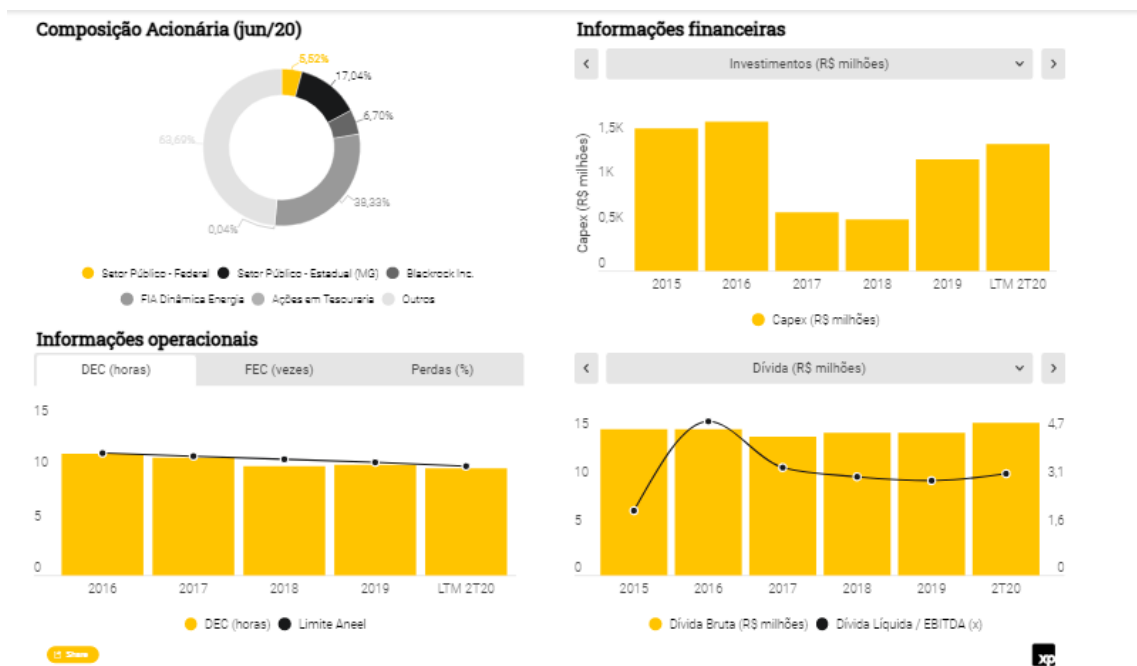 Composição Acionária (jun/20)
5,52%
17,04%
6,70%
63,69%
38,33%
0,04%
Setor Público - Federal Setor Público - Estadual (MG) Blackrock Inc.
FIA Dinâmica Energia Ações em Tesouraria Outros
Informações financeiras
Investimentos (R$ milhões)
Capex (R$ milhões)
1,5K
1K
0,5K
0
2015 2016 2017 2018 2019 LTM 2T20
Capex (R$ milhões)
Informações operacionais
DEC (horas) FEC (vezes) Perdas (%)
15
10
5
0
2016 2017 2018 2019 LTM 2T20
DEC (horas) Limite Aneel
Share
Dívida (R$ milhões)
15 4,7
10 3,1
5 1,6
0 0
2015 2016 2017 2018 2019 2T20
Dívida Bruta (R$ milhões) Dívida Líquida / EBITDA (x)
xp